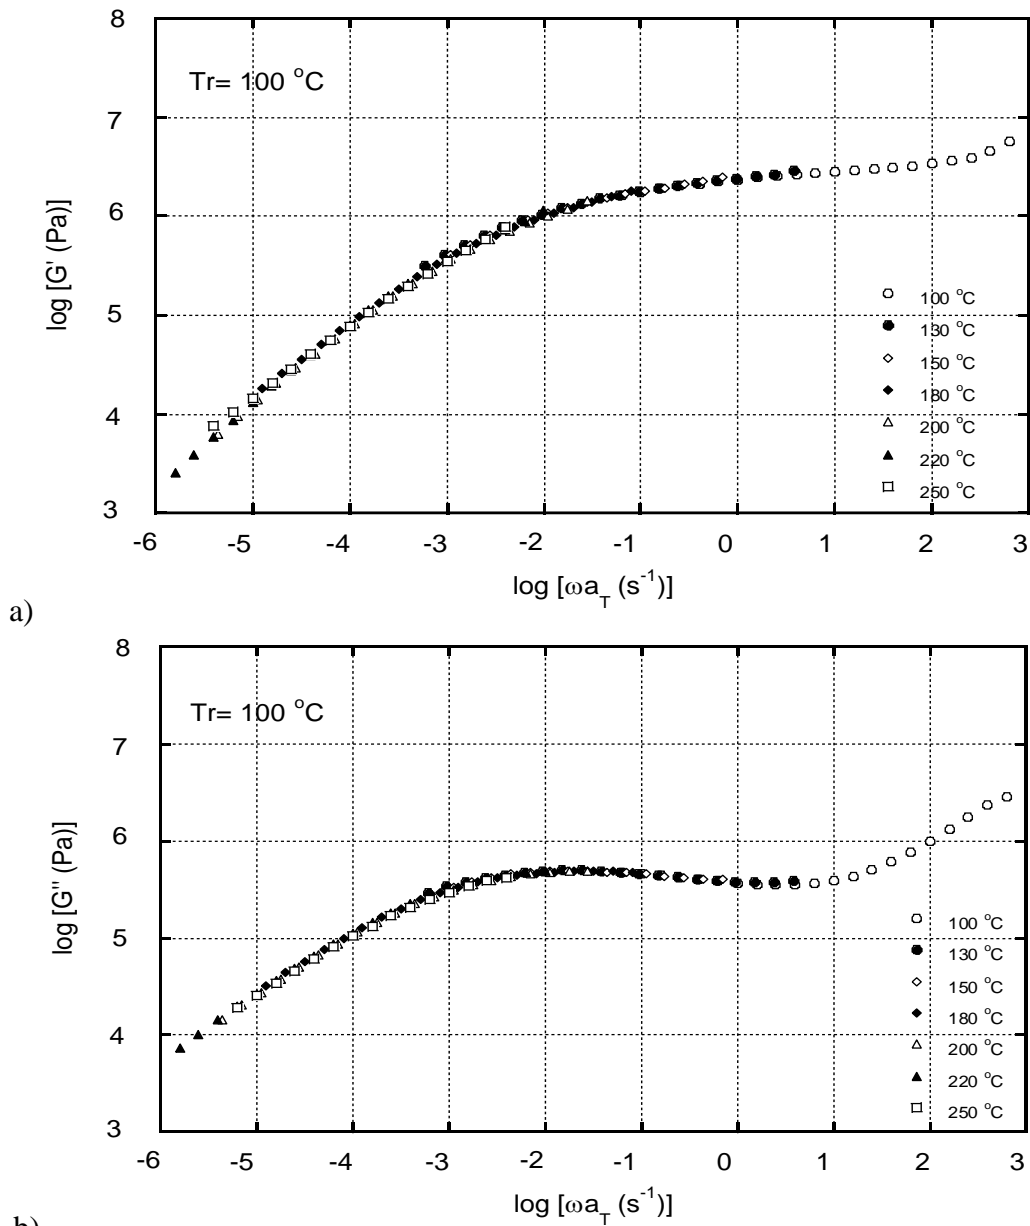 8
Tr= 100 °C
7
6
5
4
3
log [G' (Pa)]
100 °C
130 °C
150 °C
180 °C
200 °C
220 °C
250 °C
-6 -5 -4 -3 -2 -1 0 1 2 3
log [ωa_T (s^-1)]
a)
8
Tr= 100 °C
7
6
5
4
3
log [G'' (Pa)]
100 °C
130 °C
150 °C
180 °C
200 °C
220 °C
250 °C
-6 -5 -4 -3 -2 -1 0 1 2 3
log [ωa_T (s^-1)]
b)